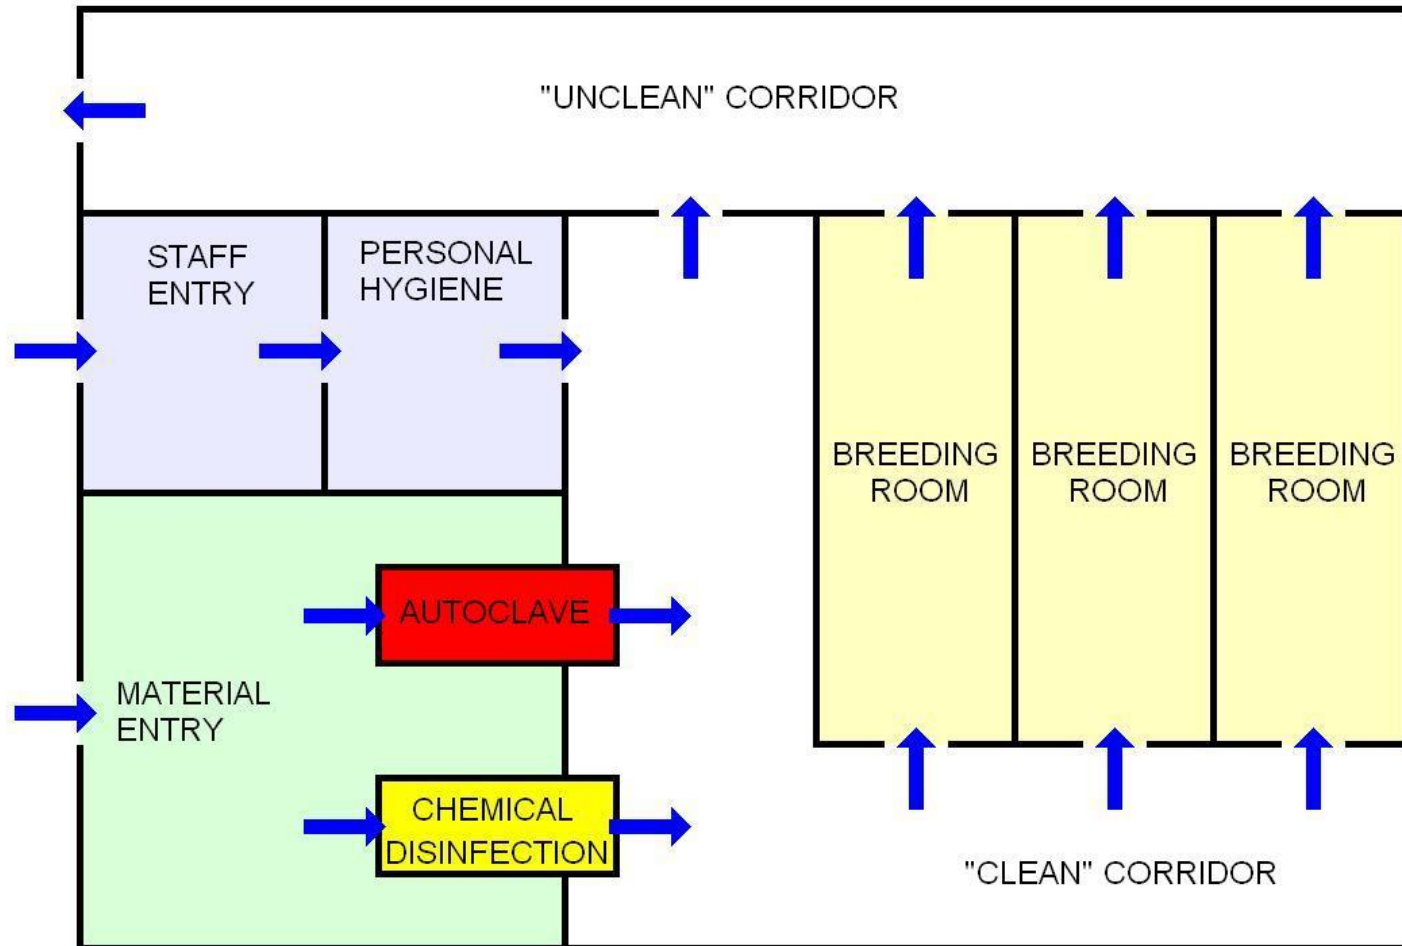 "UNCLEAN" CORRIDOR
STAFF
ENTRY
PERSONAL
HYGIENE
BREEDING
ROOM
BREEDING
ROOM
BREEDING
ROOM
AUTOCLAVE
MATERIAL
ENTRY
CHEMICAL
DISINFECTION
"CLEAN" CORRIDOR